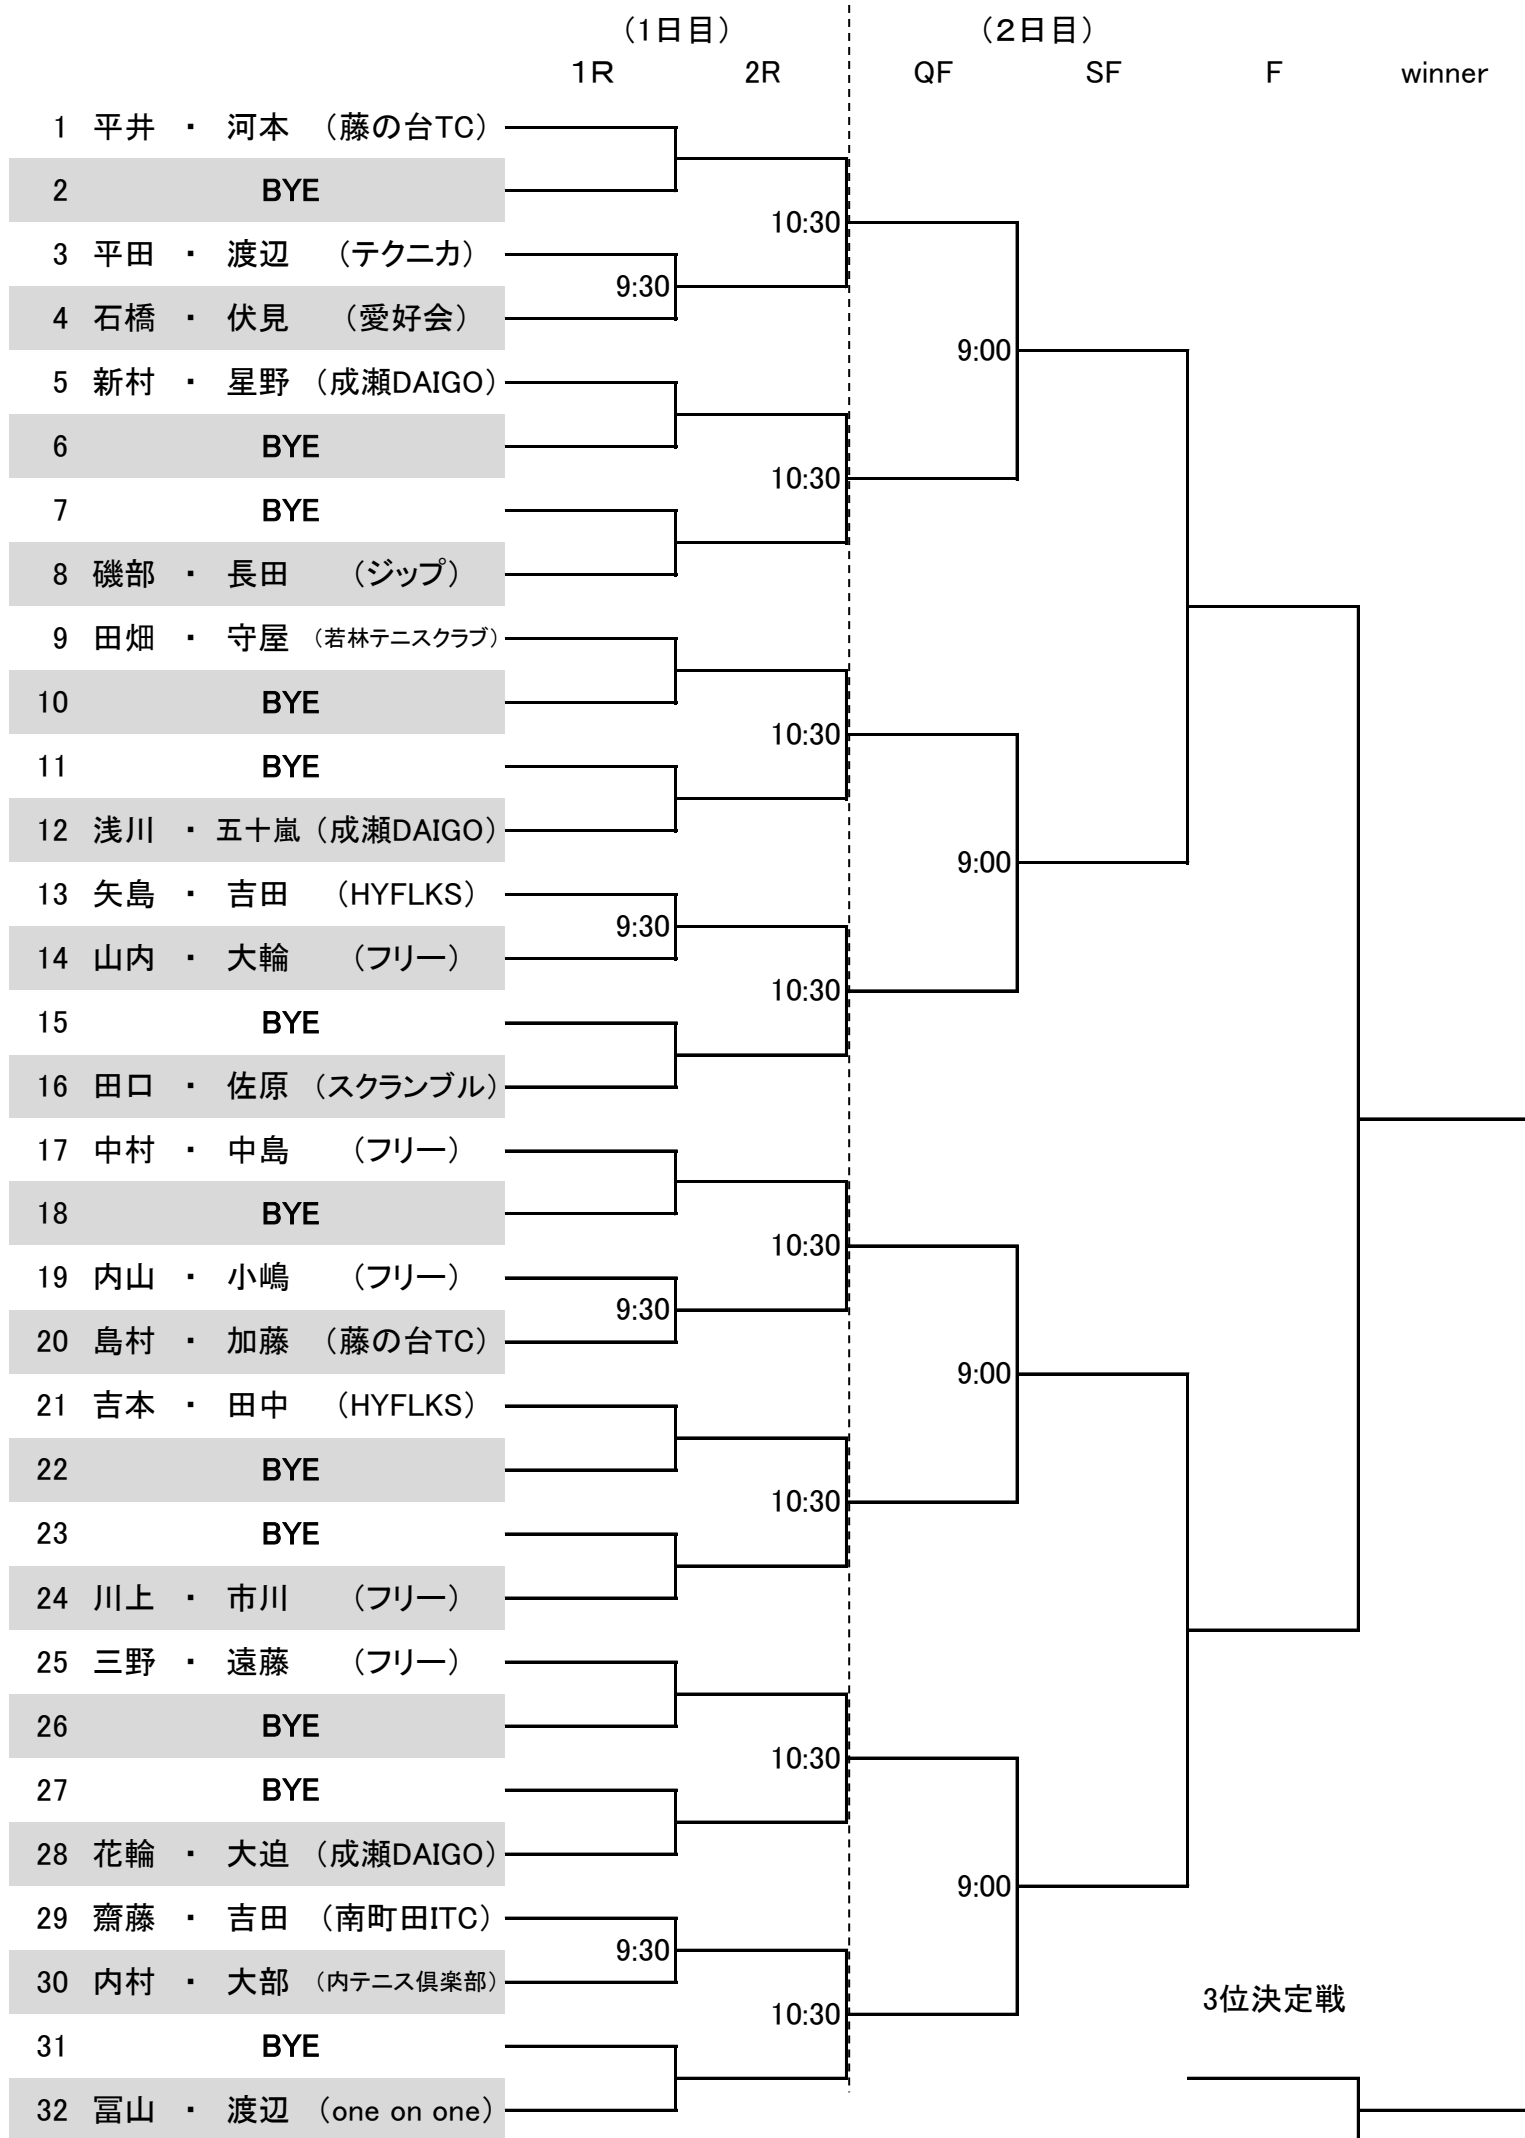 （1日目） （２日目）
１Ｒ 2R QF SF F winner
1 平井 ・ 河本 （藤の台TC）
2 BYE
10:30
3 平田 ・ 渡辺 （テクニカ）
9:30
4 石橋 ・ 伏見 （愛好会）
9:00
5 新村 ・ 星野 （成瀬DAIGO）
6 BYE
10:30
7 BYE
8 磯部 ・ 長田 （ジップ）
9 田畑 ・ 守屋 （若林テニスクラブ）
10 BYE
10:30
11 BYE
12 浅川 ・ 五十嵐 （成瀬DAIGO）
9:00
13 矢島 ・ 吉田 （HYFLKS）
9:30
14 山内 ・ 大輪 （フリー）
10:30
15 BYE
16 田口 ・ 佐原 （スクランブル）
17 中村 ・ 中島 （フリー）
18 BYE
10:30
19 内山 ・ 小嶋 （フリー）
9:30
20 島村 ・ 加藤 （藤の台TC）
9:00
21 吉本 ・ 田中 （HYFLKS）
22 BYE
10:30
23 BYE
24 川上 ・ 市川 （フリー）
25 三野 ・ 遠藤 （フリー）
26 BYE
10:30
27 BYE
28 花輪 ・ 大迫 （成瀬DAIGO）
9:00
29 齋藤 ・ 吉田 （南町田ITC）
9:30
30 内村 ・ 大部 （内テニス倶楽部）
3位決定戦
10:30
31 BYE
32 冨山 ・ 渡辺 （one on one）